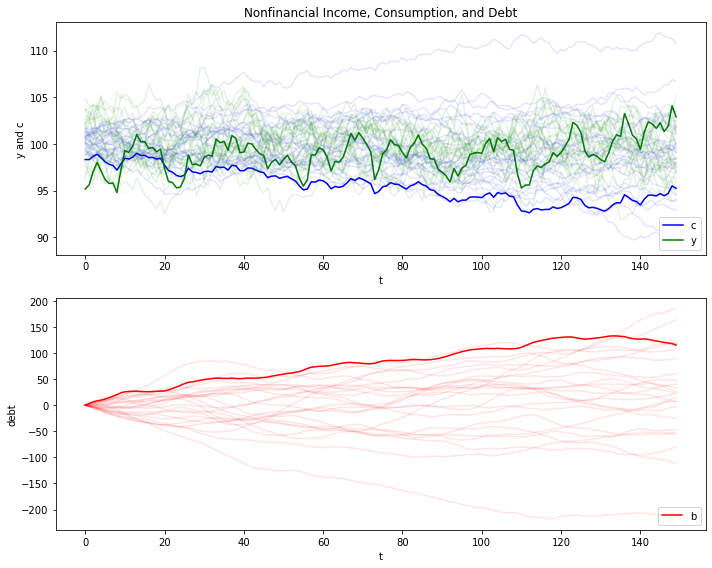 Nonfinancial Income, Consumption, and Debt
110
105
100
95
90
y and c
0 20 40 60 80 100 120 140
t
c
y
200
150
100
50
0
−50
−100
−150
−200
debt
0 20 40 60 80 100 120 140
t
b